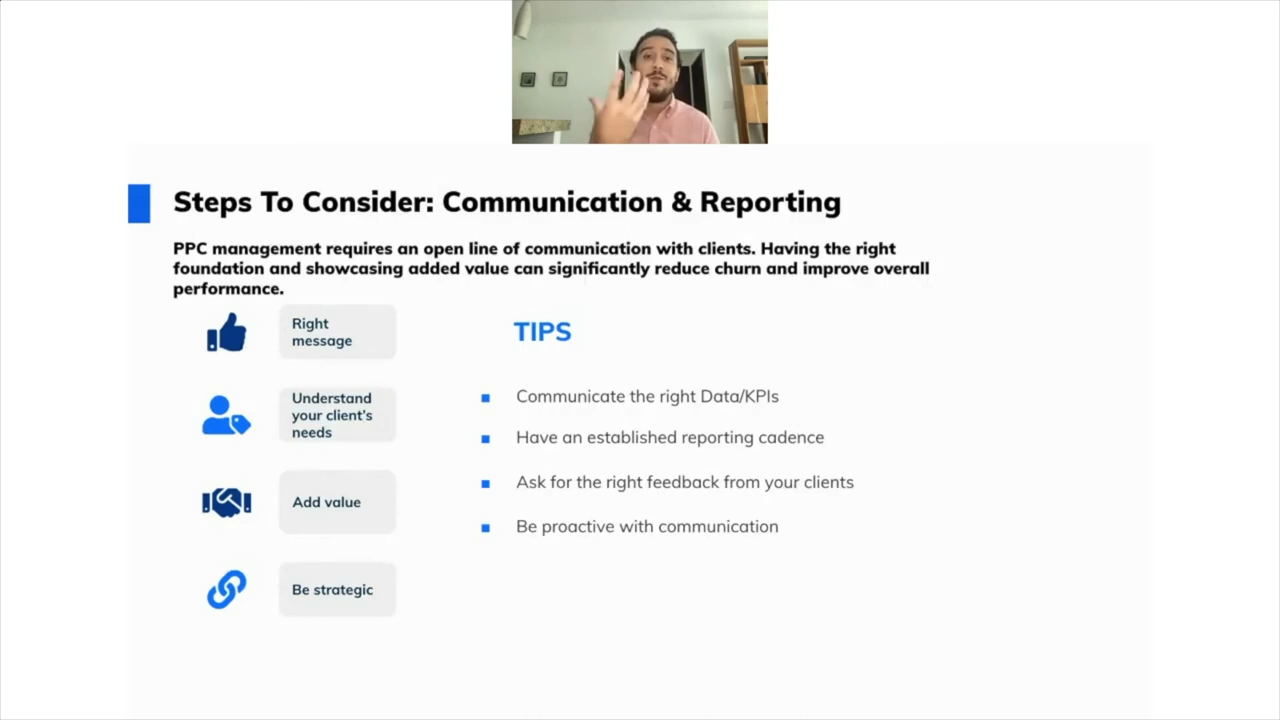 Steps To Consider: Communication & Reporting
PPC management requires an open line of communication with clients. Having the right
foundation and showcasing added value can significantly reduce churn and improve overall
performance.
Right
message
Understand
your client's
needs
Add value
Be strategic
TIPS
Communicate the right Data/KPIs
Have an established reporting cadence
Ask for the right feedback from your clients
Be proactive with communication